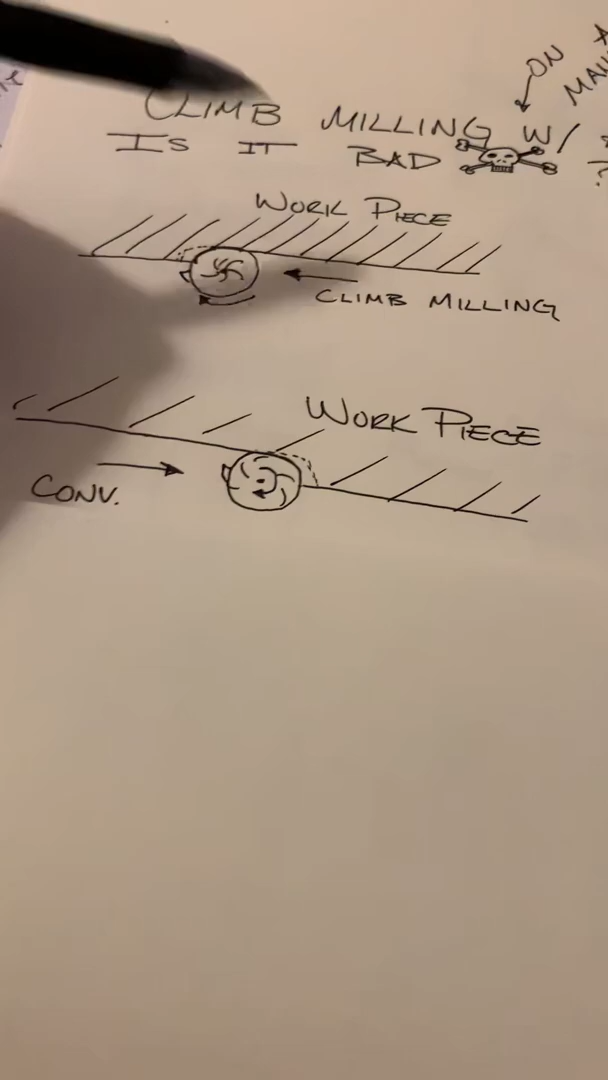 ON
CLIMB MILLING W/
IS IT BAD
?
WORK PIECE
CLIMB MILLING
WORK PIECE
CONV.